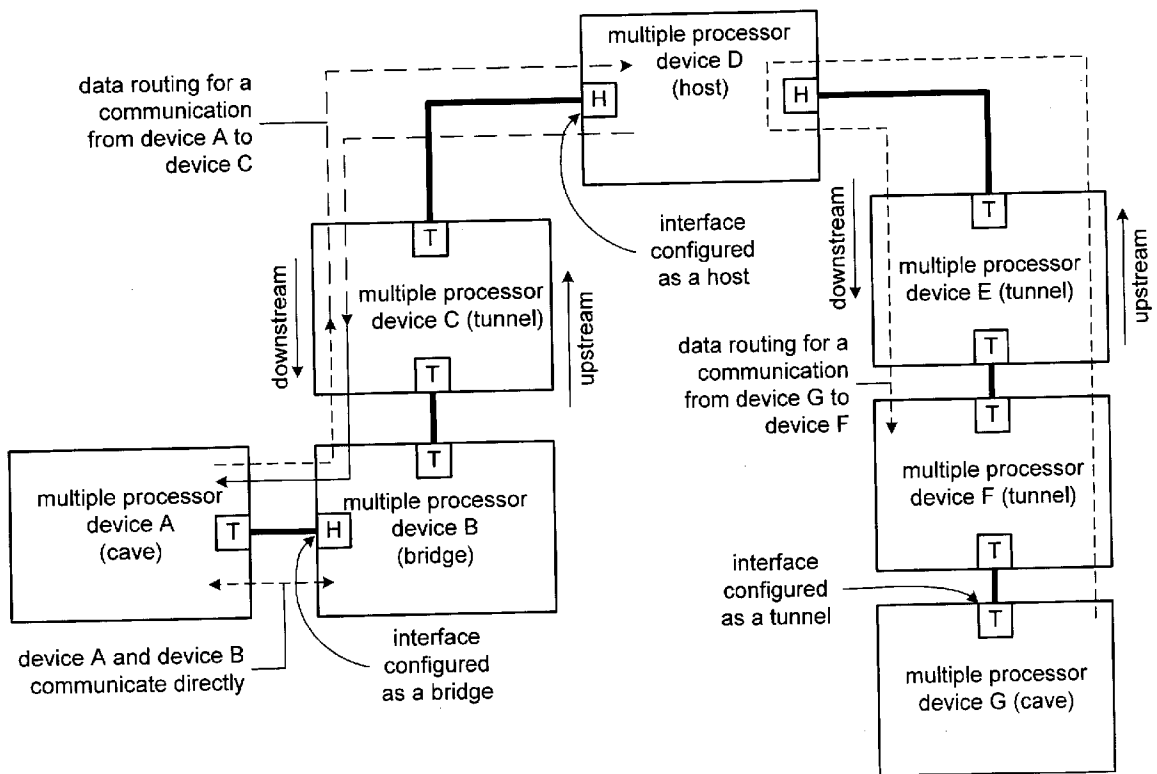 multiple processor
device D
(host)
H
H
data routing for a
communication
from device A to
device C
T
multiple processor
device C (tunnel)
T
downstream
upstream
interface
configured
as a host
downstream
T
multiple processor
device E (tunnel)
T
upstream
data routing for a
communication
from device G to
device F
T
multiple processor
device F (tunnel)
T
multiple processor
device A
(cave)
T
T
H
multiple processor
device B
(bridge)
device A and device B
communicate directly
interface
configured
as a bridge
interface
configured
as a tunnel
T
multiple processor
device G (cave)